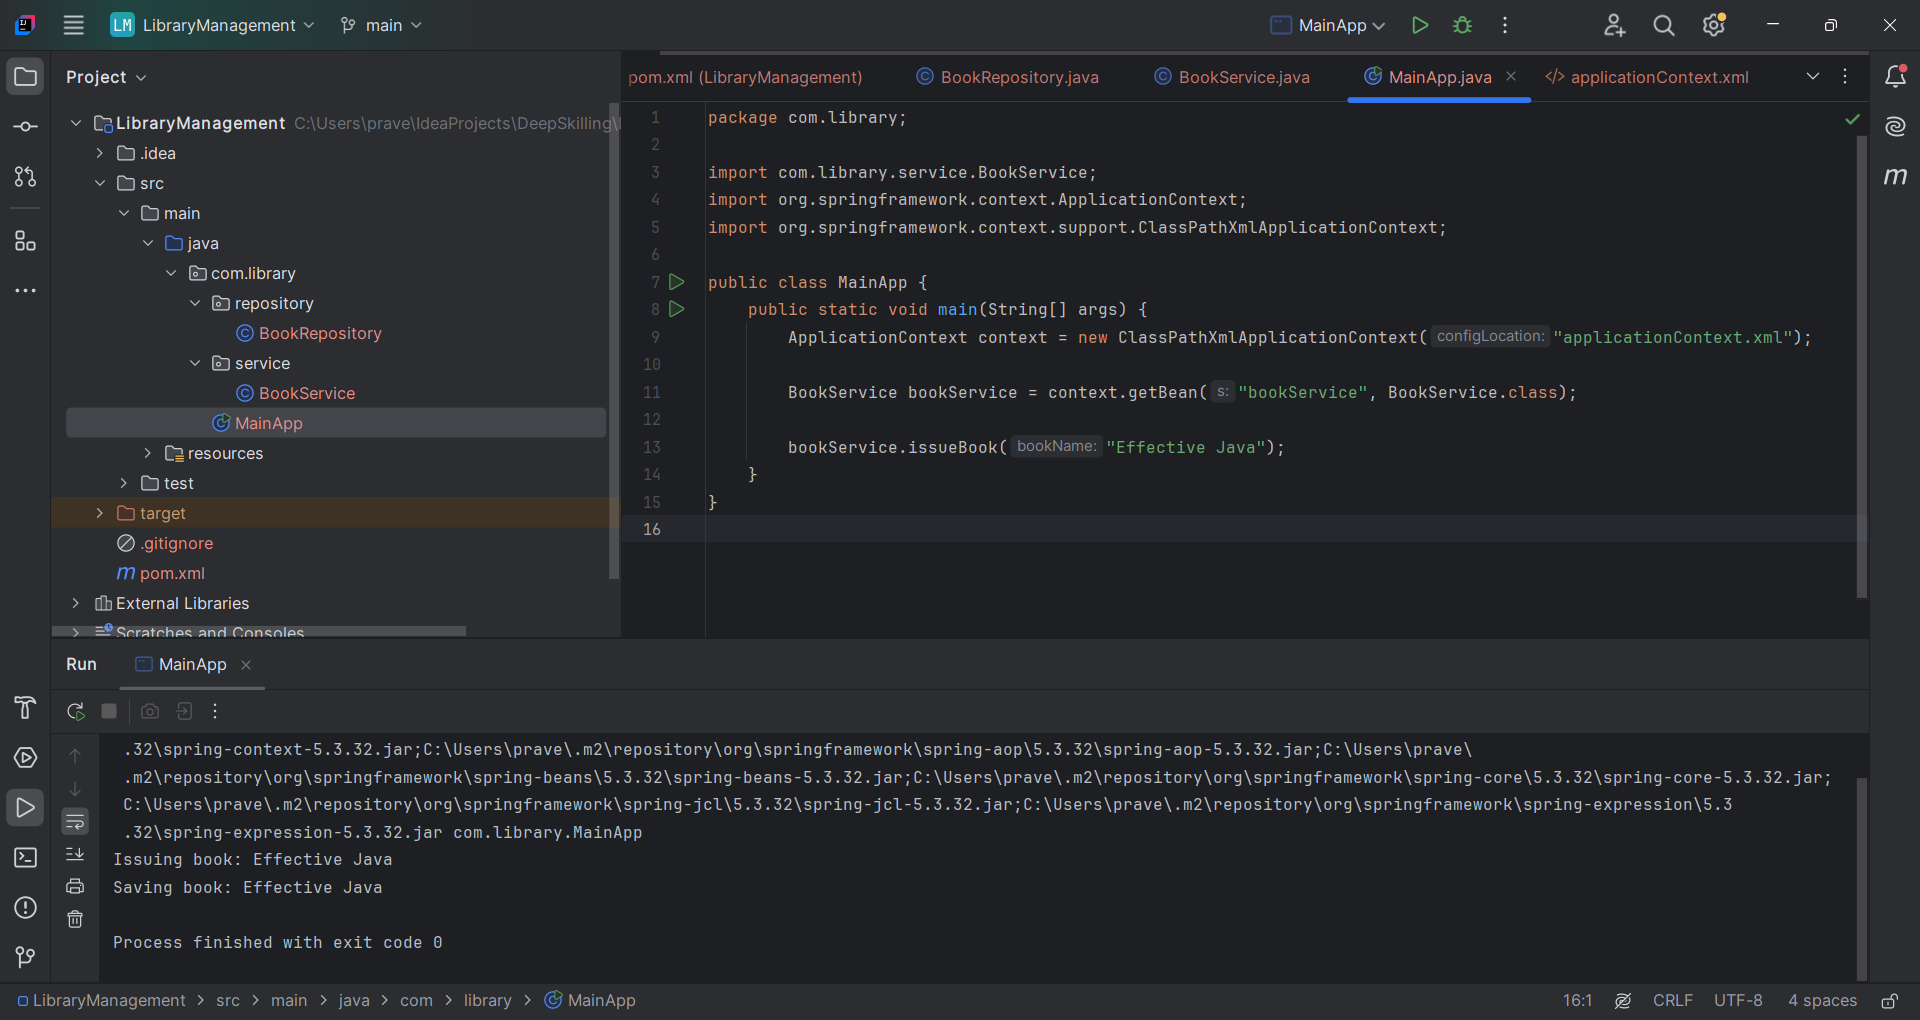 LM LibraryManagement main MainApp
Project
LibraryManagement C:\Users\prave\IdeaProjects\DeepSkilling\
.idea
src
main
java
com.library
repository
BookRepository
service
BookService
MainApp
resources
test
target
.gitignore
m pom.xml
External Libraries
Scratches and Consoles
pom.xml (LibraryManagement) BookRepository.java BookService.java MainApp.java applicationContext.xml
1 package com.library;
2
3 import com.library.service.BookService;
4 import org.springframework.context.ApplicationContext;
5 import org.springframework.context.support.ClassPathXmlApplicationContext;
6
7 public class MainApp {
8 public static void main(String[] args) {
9 ApplicationContext context = new ClassPathXmlApplicationContext( configLocation: "applicationContext.xml");
10
11 BookService bookService = context.getBean( s: "bookService", BookService.class);
12
13 bookService.issueBook( bookName: "Effective Java");
14 }
15 }
16
m
Run MainApp
.32\spring-context-5.3.32.jar;C:\Users\prave\.m2\repository\org\springframework\spring-aop\5.3.32\spring-aop-5.3.32.jar;C:\Users\prave\
.m2\repository\org\springframework\spring-beans\5.3.32\spring-beans-5.3.32.jar;C:\Users\prave\.m2\repository\org\springframework\spring-core\5.3.32\spring-core-5.3.32.jar;
C:\Users\prave\.m2\repository\org\springframework\spring-jcl\5.3.32\spring-jcl-5.3.32.jar;C:\Users\prave\.m2\repository\org\springframework\spring-expression\5.3
.32\spring-expression-5.3.32.jar com.library.MainApp
Issuing book: Effective Java
Saving book: Effective Java
Process finished with exit code 0
LibraryManagement > src > main > java > com > library > MainApp 16:1 CRLF UTF-8 4 spaces